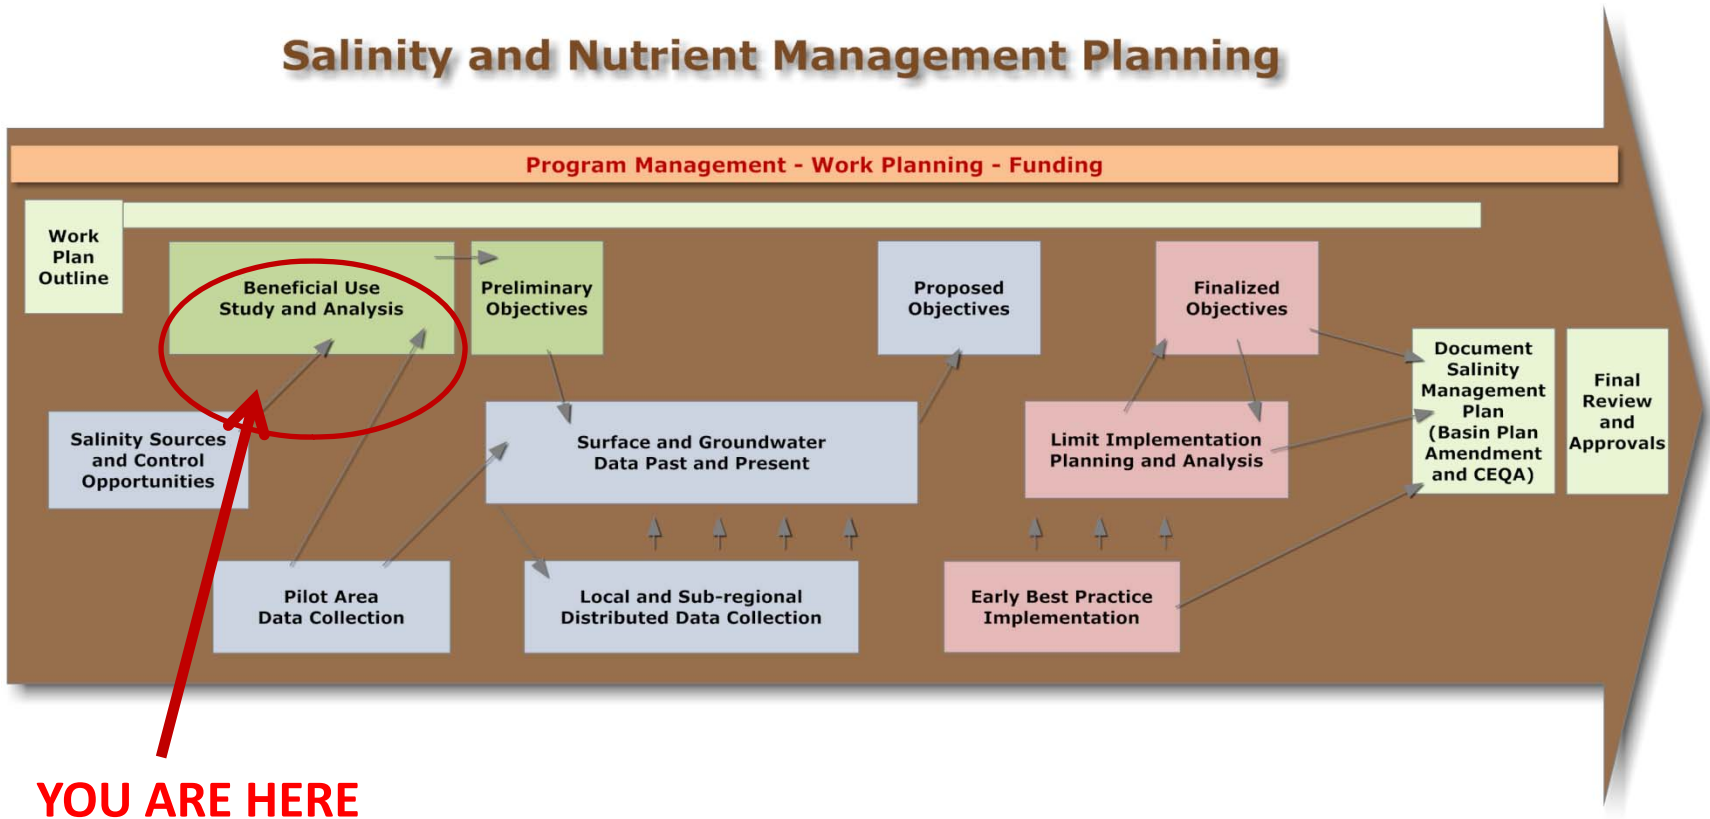 Salinity and Nutrient Management Planning
Program Management - Work Planning - Funding
Work
Plan
Outline
Beneficial Use
Study and Analysis
Preliminary
Objectives
Proposed
Objectives
Finalized
Objectives
Document
Salinity
Management
Plan
(Basin Plan
Amendment
and CEQA)
Final
Review
and
Approvals
Salinity Sources
and Control
Opportunities
Surface and Groundwater
Data Past and Present
Limit Implementation
Planning and Analysis
Pilot Area
Data Collection
Local and Sub-regional
Distributed Data Collection
Early Best Practice
Implementation
YOU ARE HERE